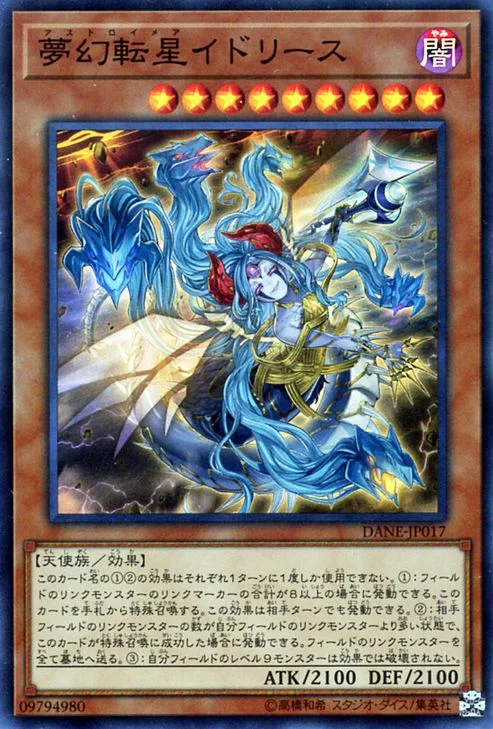 アストロイメア
夢幻転星イドリース
やみ
闇
DANE-JP017
【天使族／効果】
このカード名の①②の効果はそれぞれ１ターンに１度しか使用できない。①：フィール
ドのリンクモンスターのリンクマーカーの合計が８以上の場合に発動できる。この
カードを手札から特殊召喚する。この効果は相手ターンでも発動できる。②：相手
フィールドのリンクモンスターの数が自分フィールドのリンクモンスターより多い状態で、
このカードが特殊召喚に成功した場合に発動できる。フィールドのリンクモンスターを
全て墓地へ送る。③：自分フィールドのレベル９モンスターは効果では破壊されない。
ATK/2100 DEF/2100
09794980
©高橋和希 スタジオ・ダイス/集英社